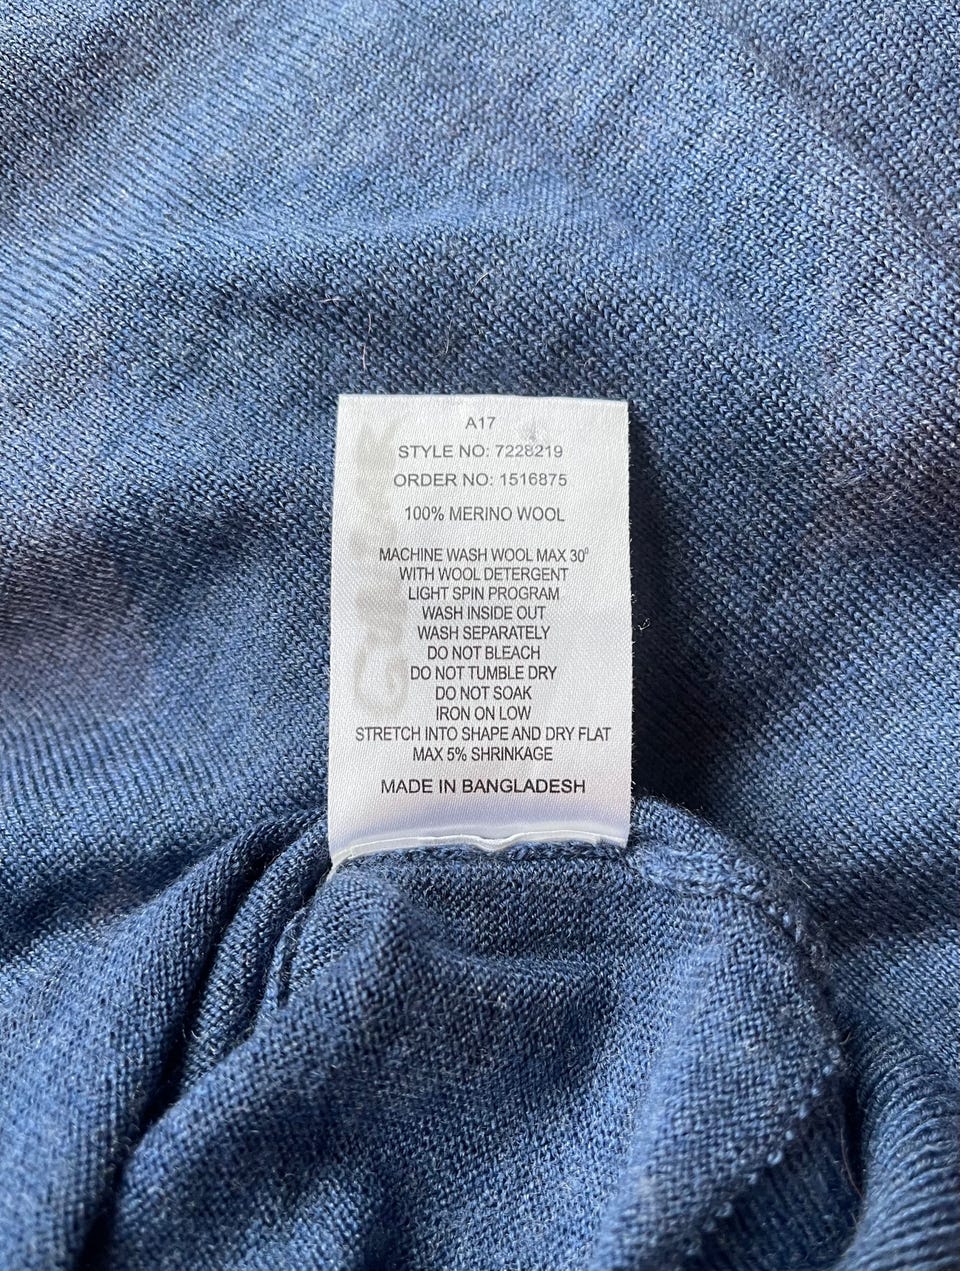 A17
STYLE NO: 7228219
ORDER NO: 1516875
100% MERINO WOOL
MACHINE WASH WOOL MAX 30°
WITH WOOL DETERGENT
LIGHT SPIN PROGRAM
WASH INSIDE OUT
WASH SEPARATELY
DO NOT BLEACH
DO NOT TUMBLE DRY
DO NOT SOAK
IRON ON LOW
STRETCH INTO SHAPE AND DRY FLAT
MAX 5% SHRINKAGE
MADE IN BANGLADESH